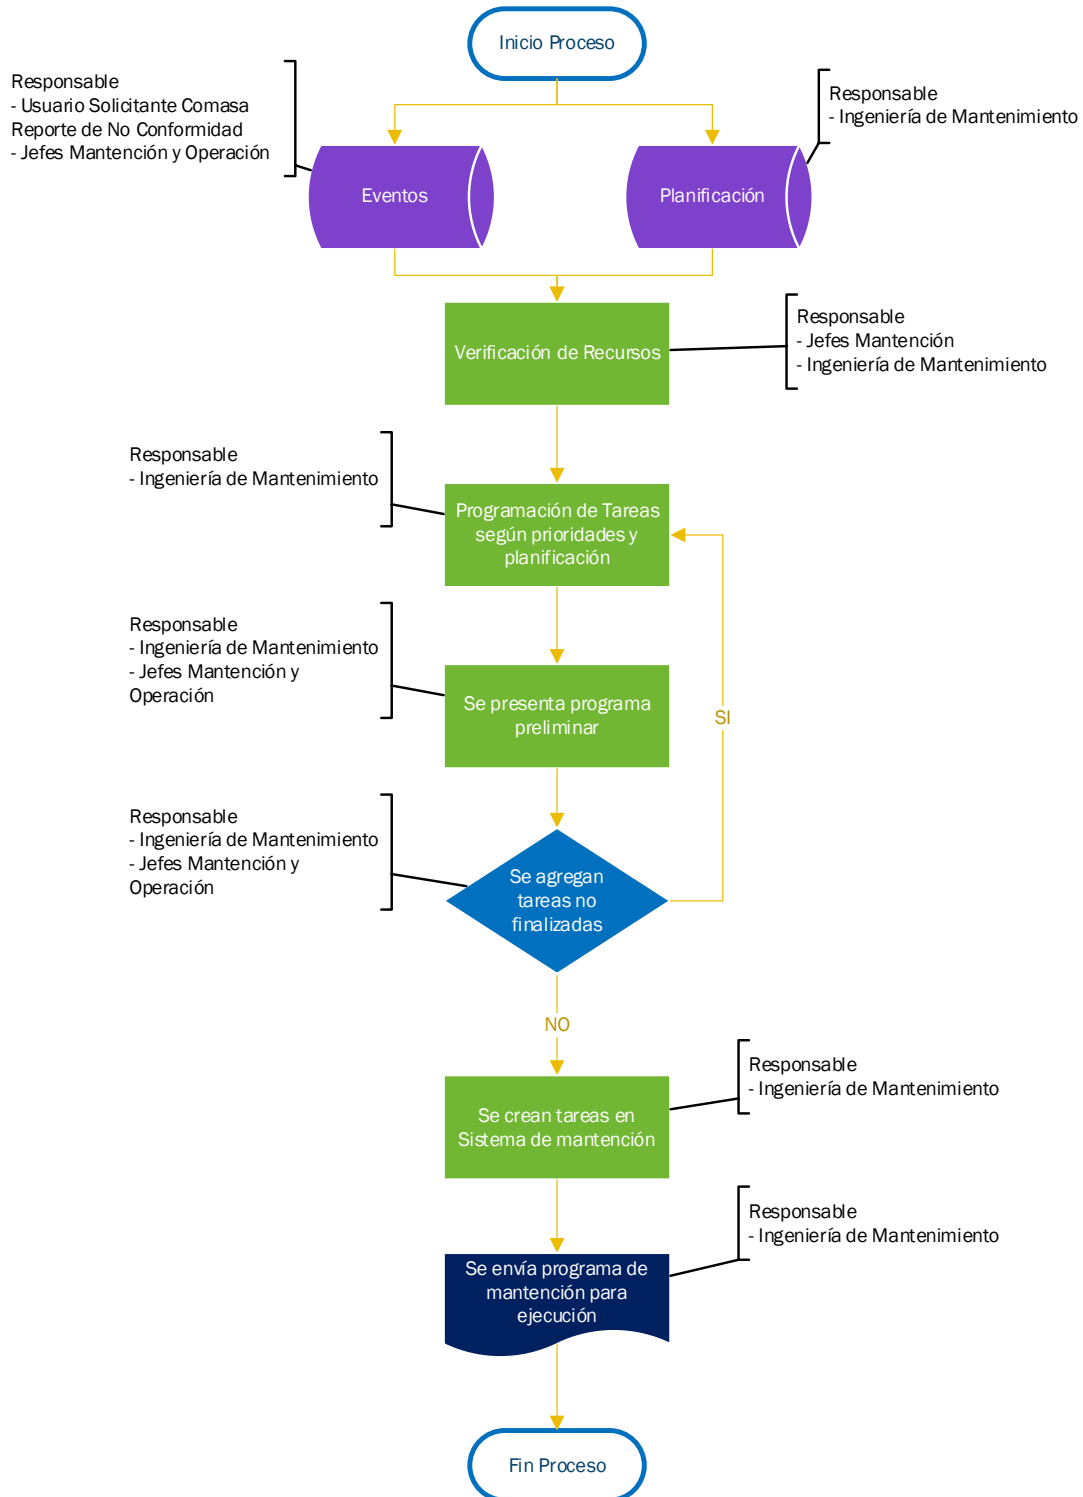 Inicio Proceso
Responsable
- Usuario Solicitante Comasa
Reporte de No Conformidad
- Jefes Mantención y Operación
Responsable
- Ingeniería de Mantenimiento
Eventos
Planificación
Verificación de Recursos
Responsable
- Jefes Mantención
- Ingeniería de Mantenimiento
Responsable
- Ingeniería de Mantenimiento
Programación de Tareas
según prioridades y
planificación
Responsable
- Ingeniería de Mantenimiento
- Jefes Mantención y
Operación
Se presenta programa
preliminar
SI
Responsable
- Ingeniería de Mantenimiento
- Jefes Mantención y
Operación
Se agregan
tareas no
finalizadas
NO
Responsable
- Ingeniería de Mantenimiento
Se crean tareas en
Sistema de mantención
Responsable
- Ingeniería de Mantenimiento
Se envía programa de
mantención para
ejecución
Fin Proceso